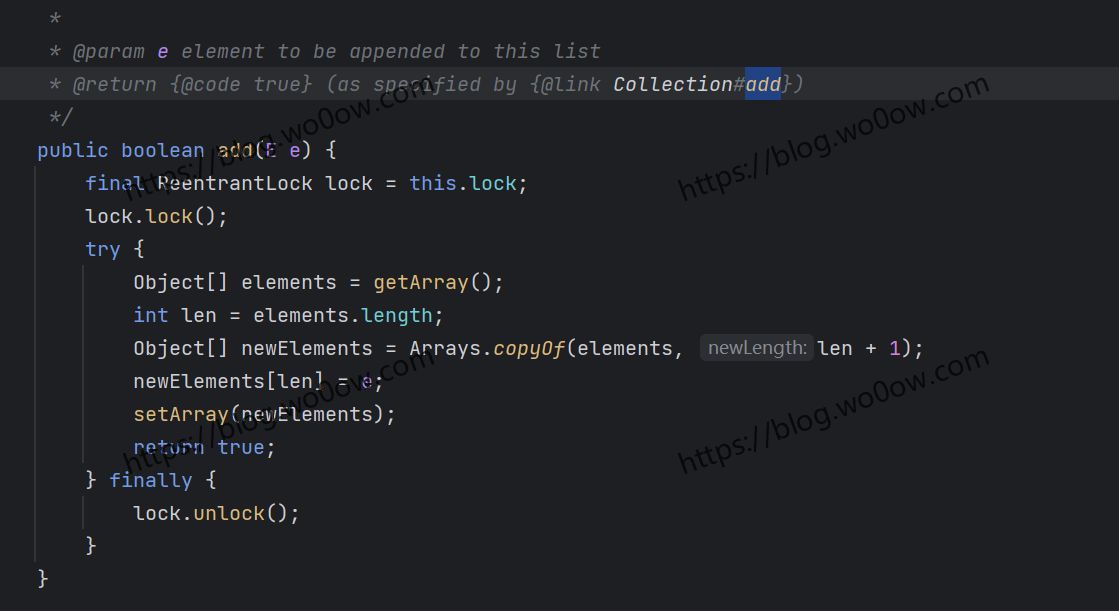 *
* @param e element to be appended to this list
* @return {@code true} (as specified by {@link Collection#add})
*/
public boolean add(E e) {
final ReentrantLock lock = this.lock;
lock.lock();
try {
Object[] elements = getArray();
int len = elements.length;
Object[] newElements = Arrays.copyOf(elements, newLength: len + 1);
newElements[len] = e;
setArray(newElements);
return true;
} finally {
lock.unlock();
}
}
https://blog.wo0ow.com
https://blog.wo0ow.com
https://blog.wo0ow.com
https://blog.wo0ow.com